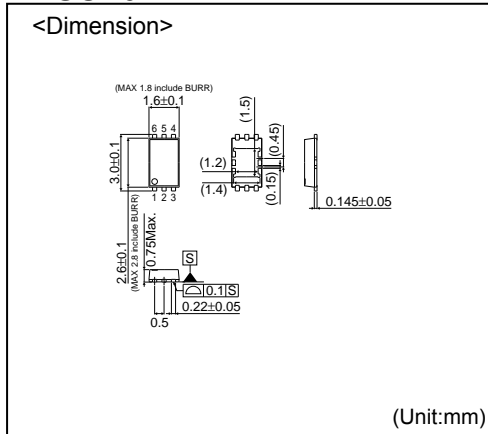 <Dimension>
(MAX 1.8 include BURR)
1.6±0.1
6 5 4
3.0±0.1
1 2 3
2.6±0.1
(MAX 2.8 include BURR)
0.75Max.
(1.5)
(0.45)
(1.2)
(1.4)
(0.15)
0.145±0.05
S
0.1 S
0.22±0.05
0.5
(Unit:mm)